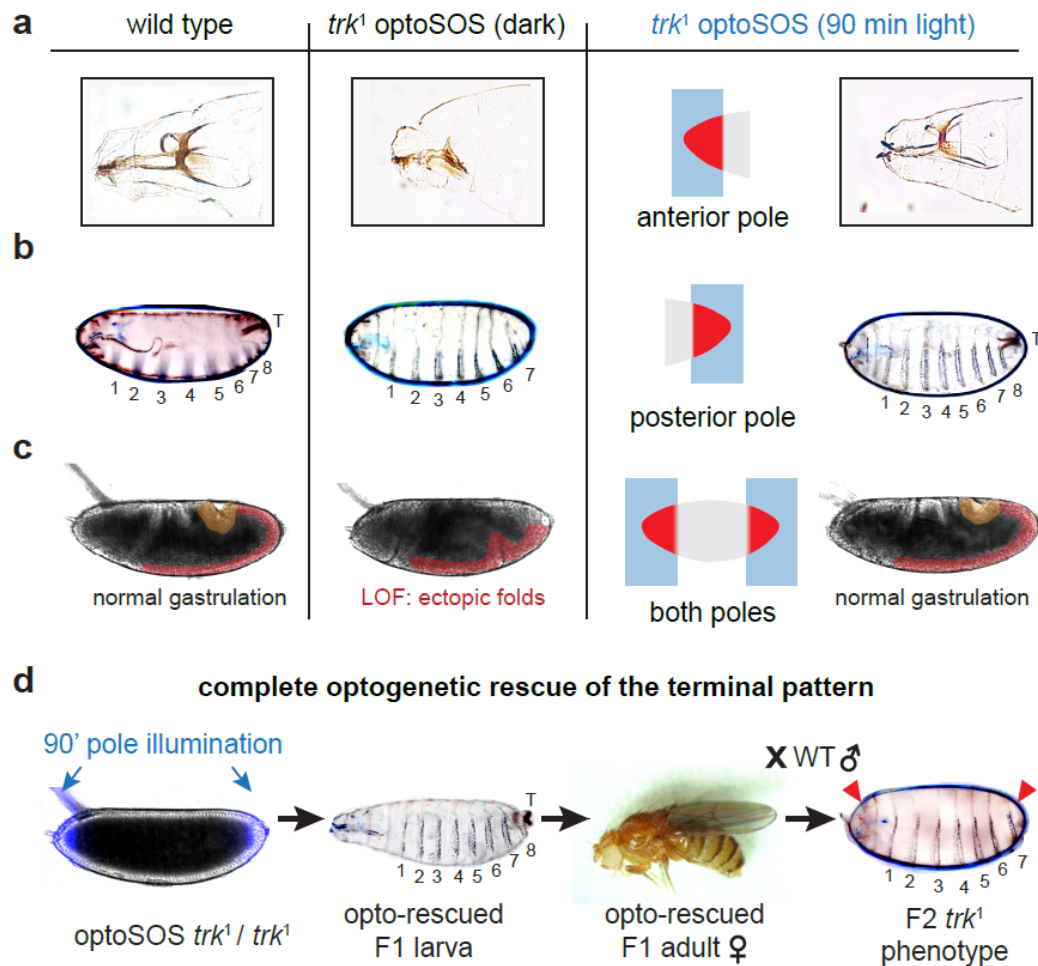 a
wild type
trk¹ optoSOS (dark)
trk¹ optoSOS (90 min light)
anterior pole
b
T
1 2 3 4 5 6 7 8
1 2 3 4 5 6 7
posterior pole
T
1 2 3 4 5 6 7 8
c
normal gastrulation
LOF: ectopic folds
both poles
normal gastrulation
d
complete optogenetic rescue of the terminal pattern
90' pole illumination
X WT ♂
T
1 2 3 4 5 6 7 8
1 3 4 5 6 7
optoSOS trk¹ / trk¹
opto-rescued
F1 larva
opto-rescued
F1 adult ♀
F2 trk¹
phenotype